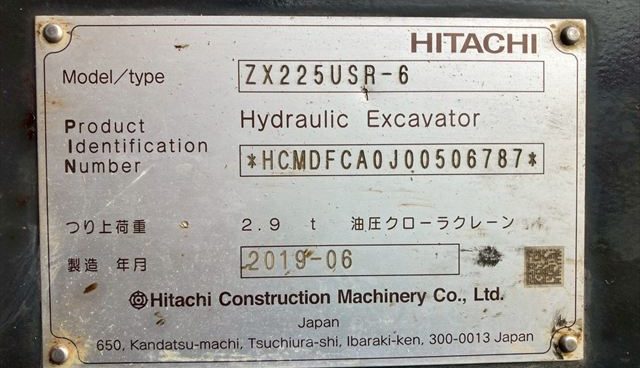 HITACHI
Model/type ZX225USR-6
Product Identification Number Hydraulic Excavator
*HCMDFCA0J00506787*
つり上荷重 2.9 t 油圧クローラクレーン
製造 年月 2019-06
Hitachi Construction Machinery Co., Ltd.
Japan
650, Kandatsu-machi, Tsuchiura-shi, Ibaraki-ken, 300-0013 Japan